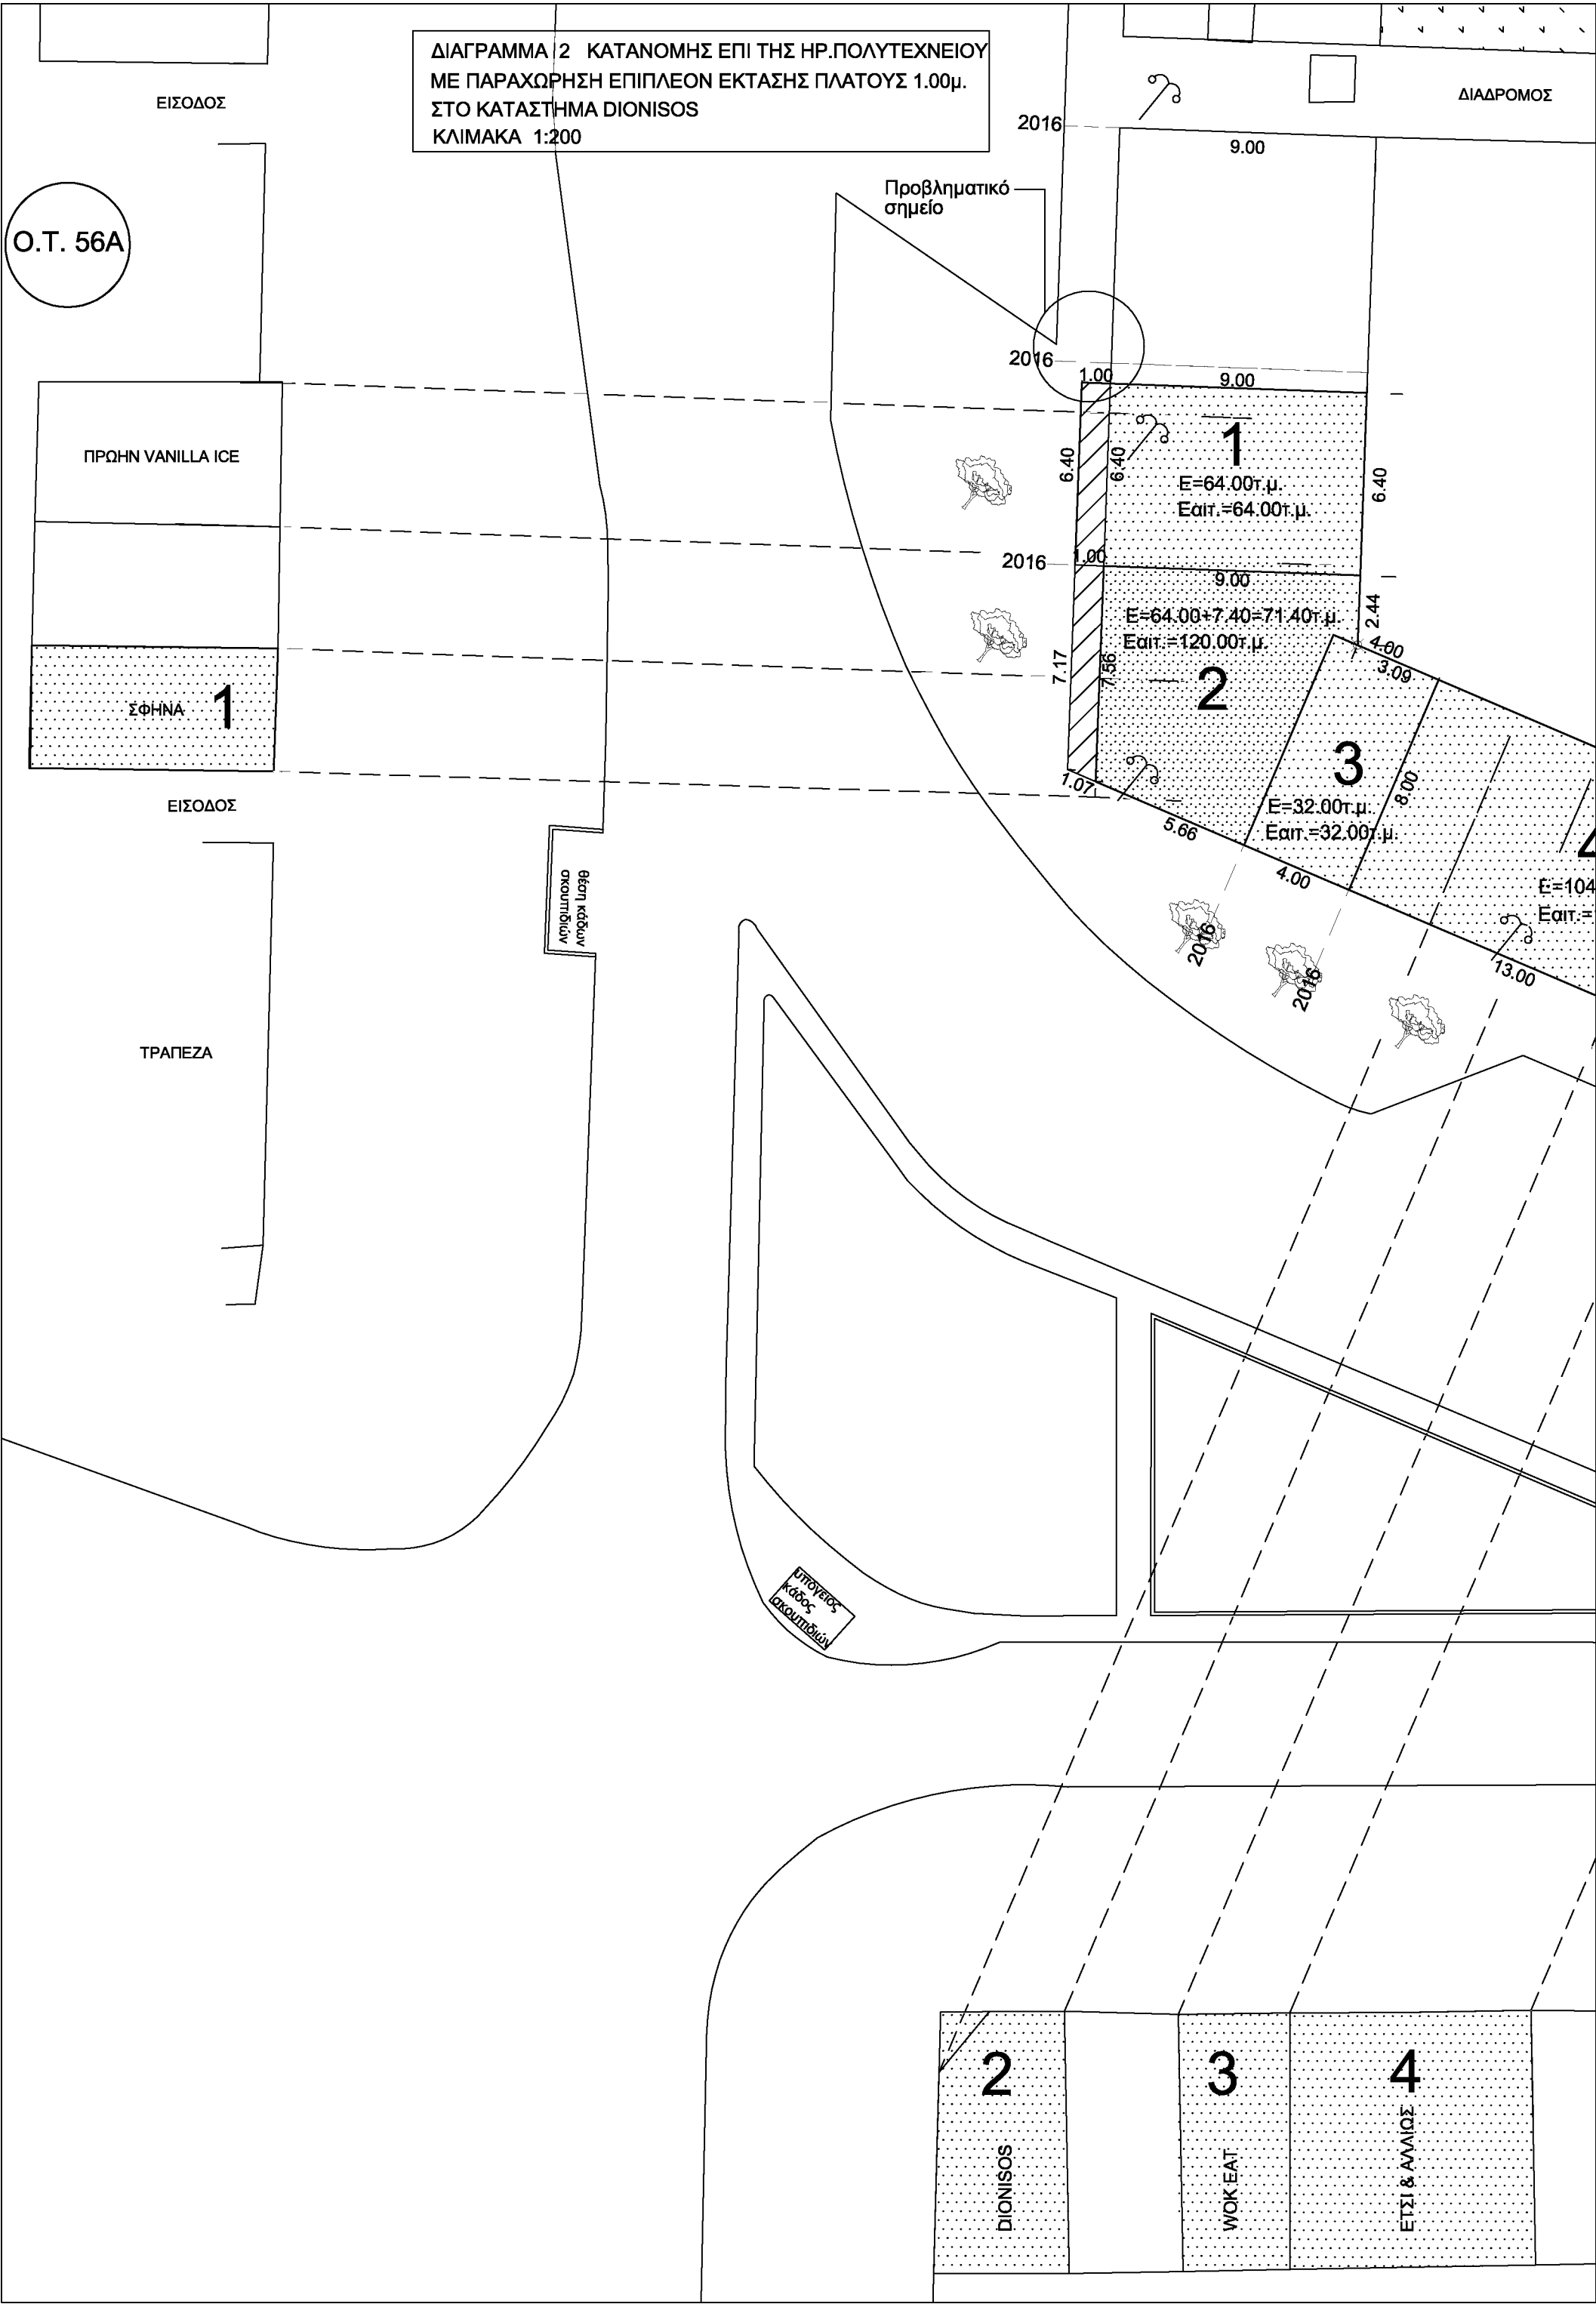 ΔΙΑΓΡΑΜΜΑ 2 ΚΑΤΑΝΟΜΗΣ ΕΠΙ ΤΗΣ ΗΡ.ΠΟΛΥΤΕΧΝΕΙΟΥ
ΜΕ ΠΑΡΑΧΩΡΗΣΗ ΕΠΙΠΛΕΟΝ ΕΚΤΑΣΗΣ ΠΛΑΤΟΥΣ 1.00μ.
ΣΤΟ ΚΑΤΑΣΤΗΜΑ DIONISOS
ΚΛΙΜΑΚΑ 1:200
ΕΙΣΟΔΟΣ
ΔΙΑΔΡΟΜΟΣ
2016
9.00
Προβληματικό
σημείο
Ο.Τ. 56Α
2016
1.00
9.00
ΠΡΩΗΝ VANILLA ICE
6.40
6.40
1
Ε=64.00τ.μ.
Εαιτ.=64.00τ.μ.
6.40
2016
1.00
9.00
Ε=64.00+7.40=71.40τ.μ.
Εαιτ.=120.00τ.μ.
2
7.17
7.56
2.44
4.00
3.09
ΣΦΗΝΑ 1
3
Ε=32.00τ.μ.
Εαιτ.=32.00τ.μ.
8.00
1.07
5.66
4.00
ΕΙΣΟΔΟΣ
4
Ε=104
Εαιτ.=
13.00
θέση κάδων
σκουπιδιών
2016
2016
ΤΡΑΠΕΖΑ
υπόγειος
κάδος
σκουπιδιών
2
DIONISOS
3
WOK EAT
4
ΕΤΣΙ & ΑΛΛΙΩΣ